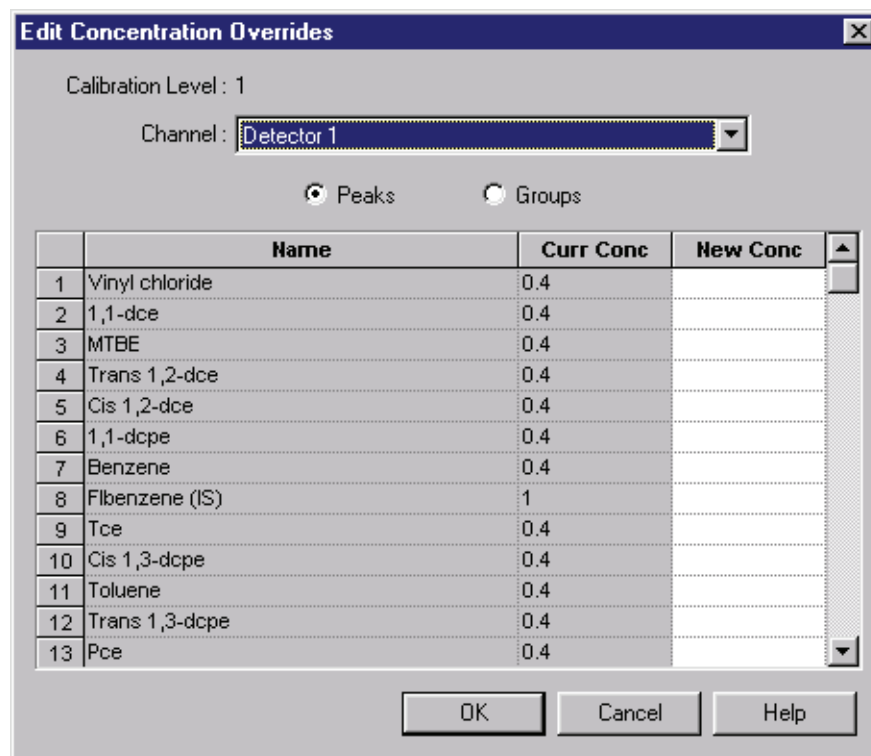 Edit Concentration Overrides
Calibration Level : 1
Channel : Detector 1
Peaks Groups
Name Curr Conc New Conc
1 Vinyl chloride 0.4
2 1,1-dce 0.4
3 MTBE 0.4
4 Trans 1,2-dce 0.4
5 Cis 1,2-dce 0.4
6 1,1-dcpe 0.4
7 Benzene 0.4
8 Flbenzene (IS) 1
9 Tce 0.4
10 Cis 1,3-dcpe 0.4
11 Toluene 0.4
12 Trans 1,3-dcpe 0.4
13 Pce 0.4
OK Cancel Help